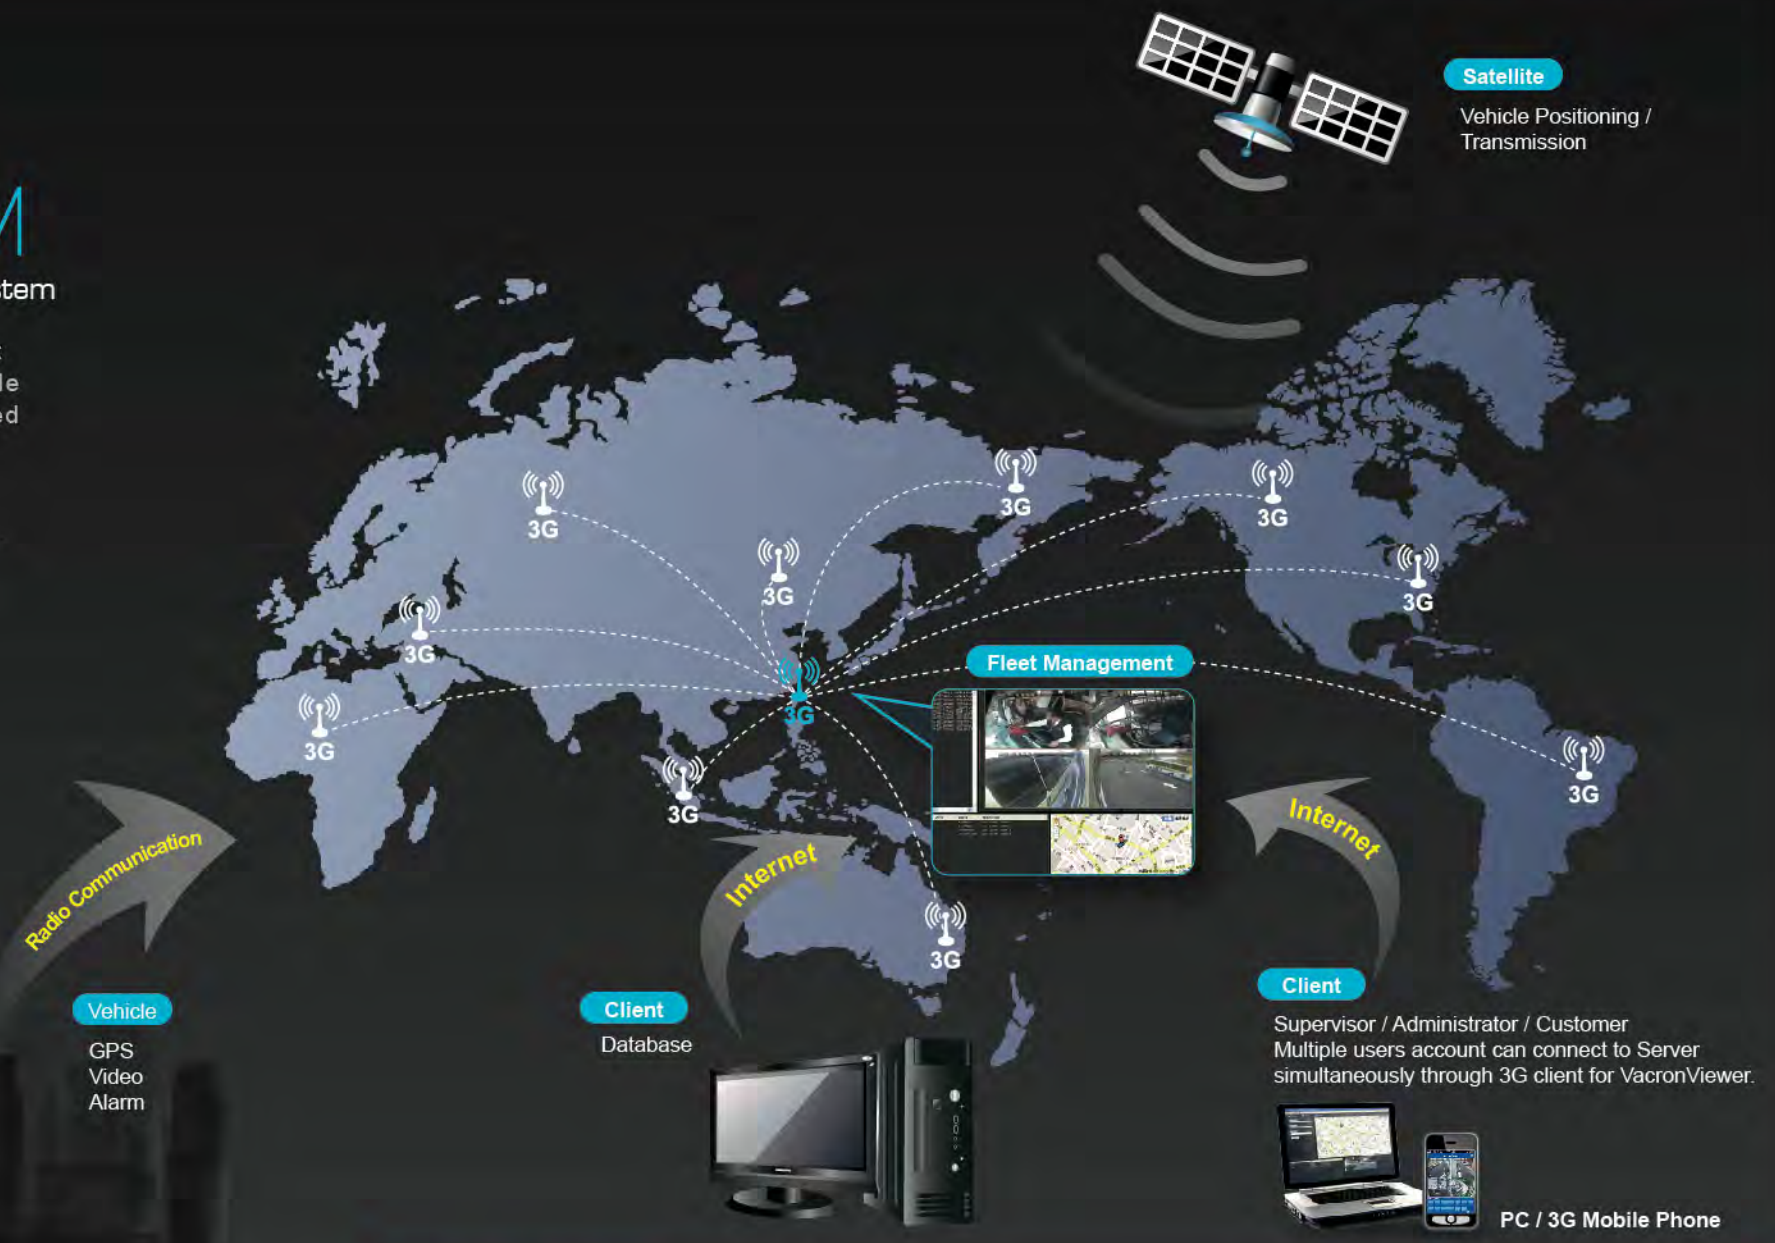 Satellite
Vehicle Positioning /
Transmission
M
stem
le
ed
3G
3G
3G
3G
3G
3G
3G
Fleet Management
3G
3G
3G
3G
3G
Radio Communication
Internet
Internet
Vehicle
GPS
Video
Alarm
Client
Database
Client
Supervisor / Administrator / Customer
Multiple users account can connect to Server
simultaneously through 3G client for VacronViewer.
PC / 3G Mobile Phone